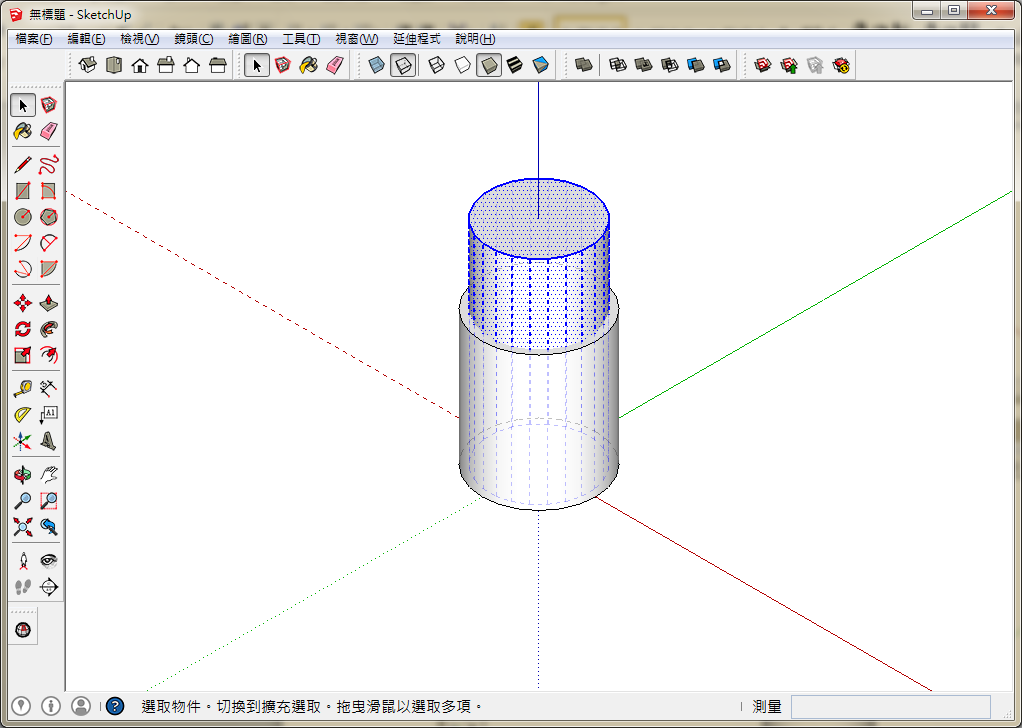 無標題 - SketchUp
檔案(F) 編輯(E) 檢視(V) 鏡頭(C) 繪圖(R) 工具(T) 視窗(W) 延伸程式 說明(H)
A1
選取物件。切換到擴充選取。拖曳滑鼠以選取多項。 測量